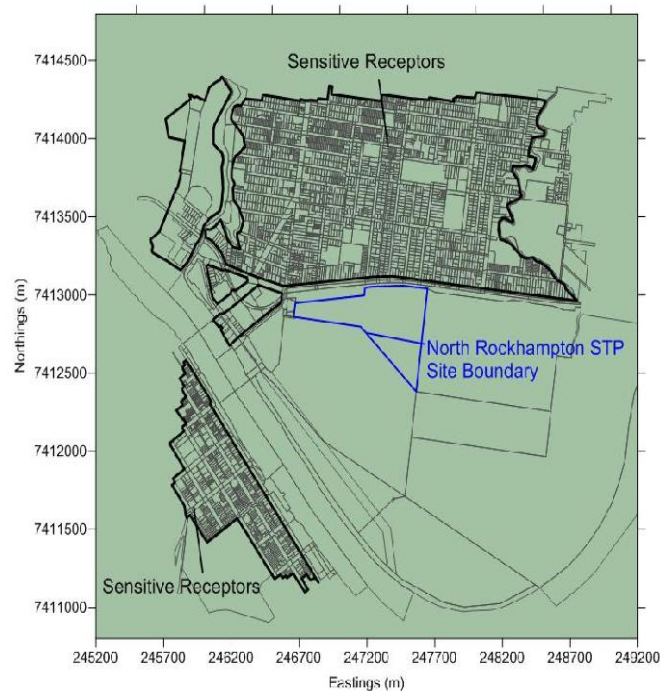 7414500
Sensitive Receptors
7414000
7413500
Northings (m)
7413000
North Rockhampton STP
Site Boundary
7412500
7412000
7411500
Sensitive Receptors
7411000
245200 245700 246200 246700 247200 247700 248200 248700 249200
Eastings (m)